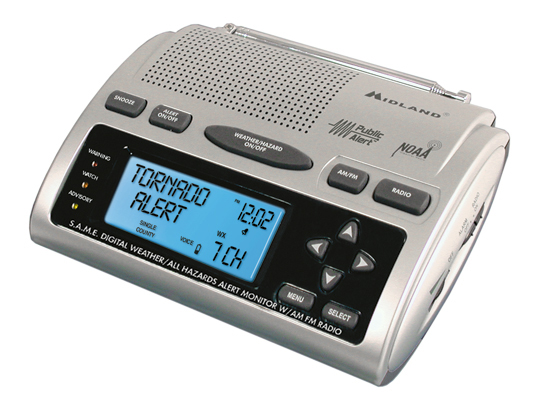 MIDLAND
SNOOZE
ALERT
ON/OFF
WEATHER/HAZARD
ON/OFF
Public
Alert
NOAA
AM/FM
RADIO
WARNING
WATCH
ADVISORY
TORNADO
ALERT
PM 12:02
SINGLE
COUNTY
VOICE
WX
7 CH
MENU
SELECT
S.A.M.E. DIGITAL WEATHER/ALL HAZARDS ALERT MONITOR W/AM FM RADIO